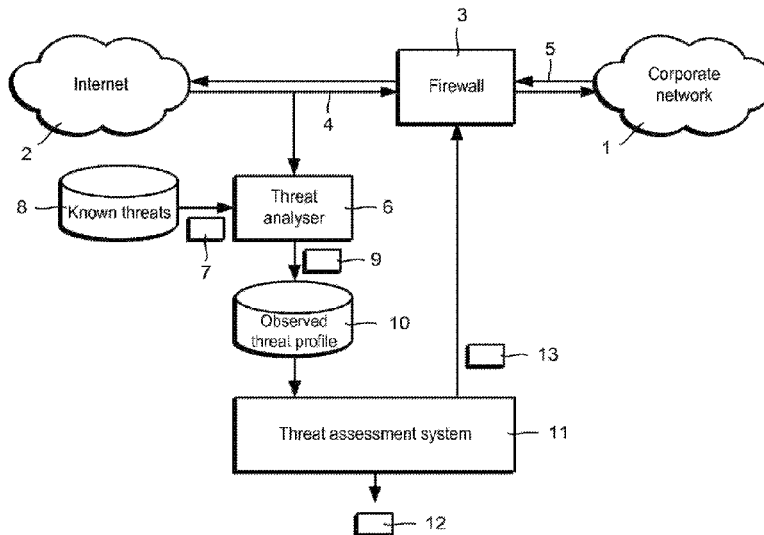 3
5
Internet
Firewall
Corporate
network
4
2
1
8
Known threats
Threat
analyser
6
7
9
Observed
threat profile
10
13
Threat assessment system
11
12